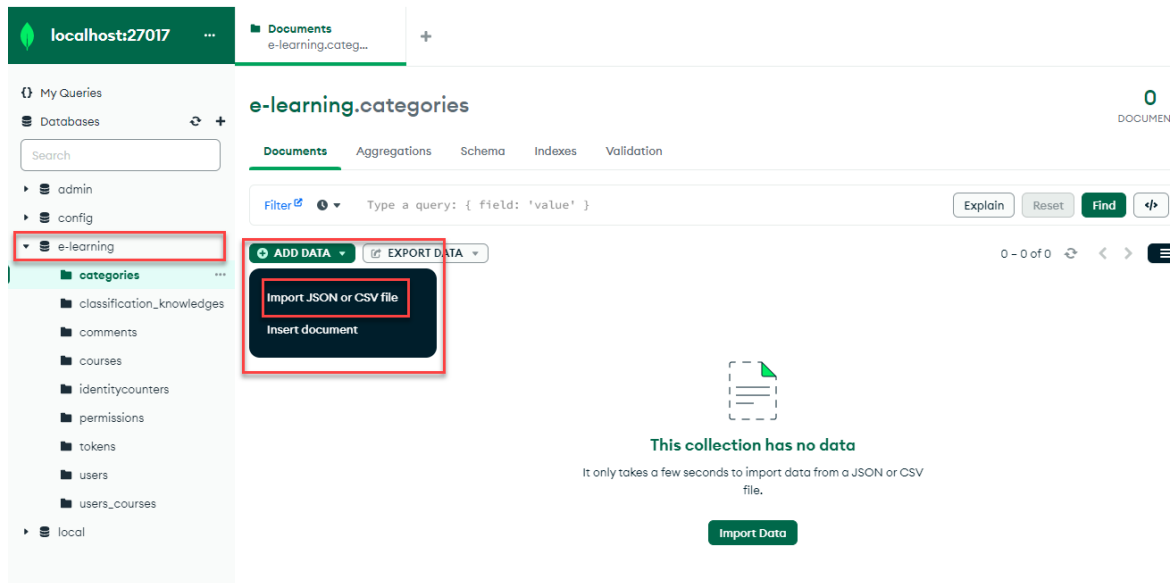 localhost:27017 ...
Documents
e-learning.categ...
+
{} My Queries
Databases
+
Search
admin
config
e-learning
categories ...
classification_knowledges
comments
courses
identitycounters
permissions
tokens
users
users_courses
local
e-learning.categories
0
DOCUMEN
Documents Aggregations Schema Indexes Validation
Filter Type a query: { field: 'value' } Explain Reset Find </>
ADD DATA EXPORT DATA 0 – 0 of 0
Import JSON or CSV file
Insert document
This collection has no data
It only takes a few seconds to import data from a JSON or CSV
file.
Import Data